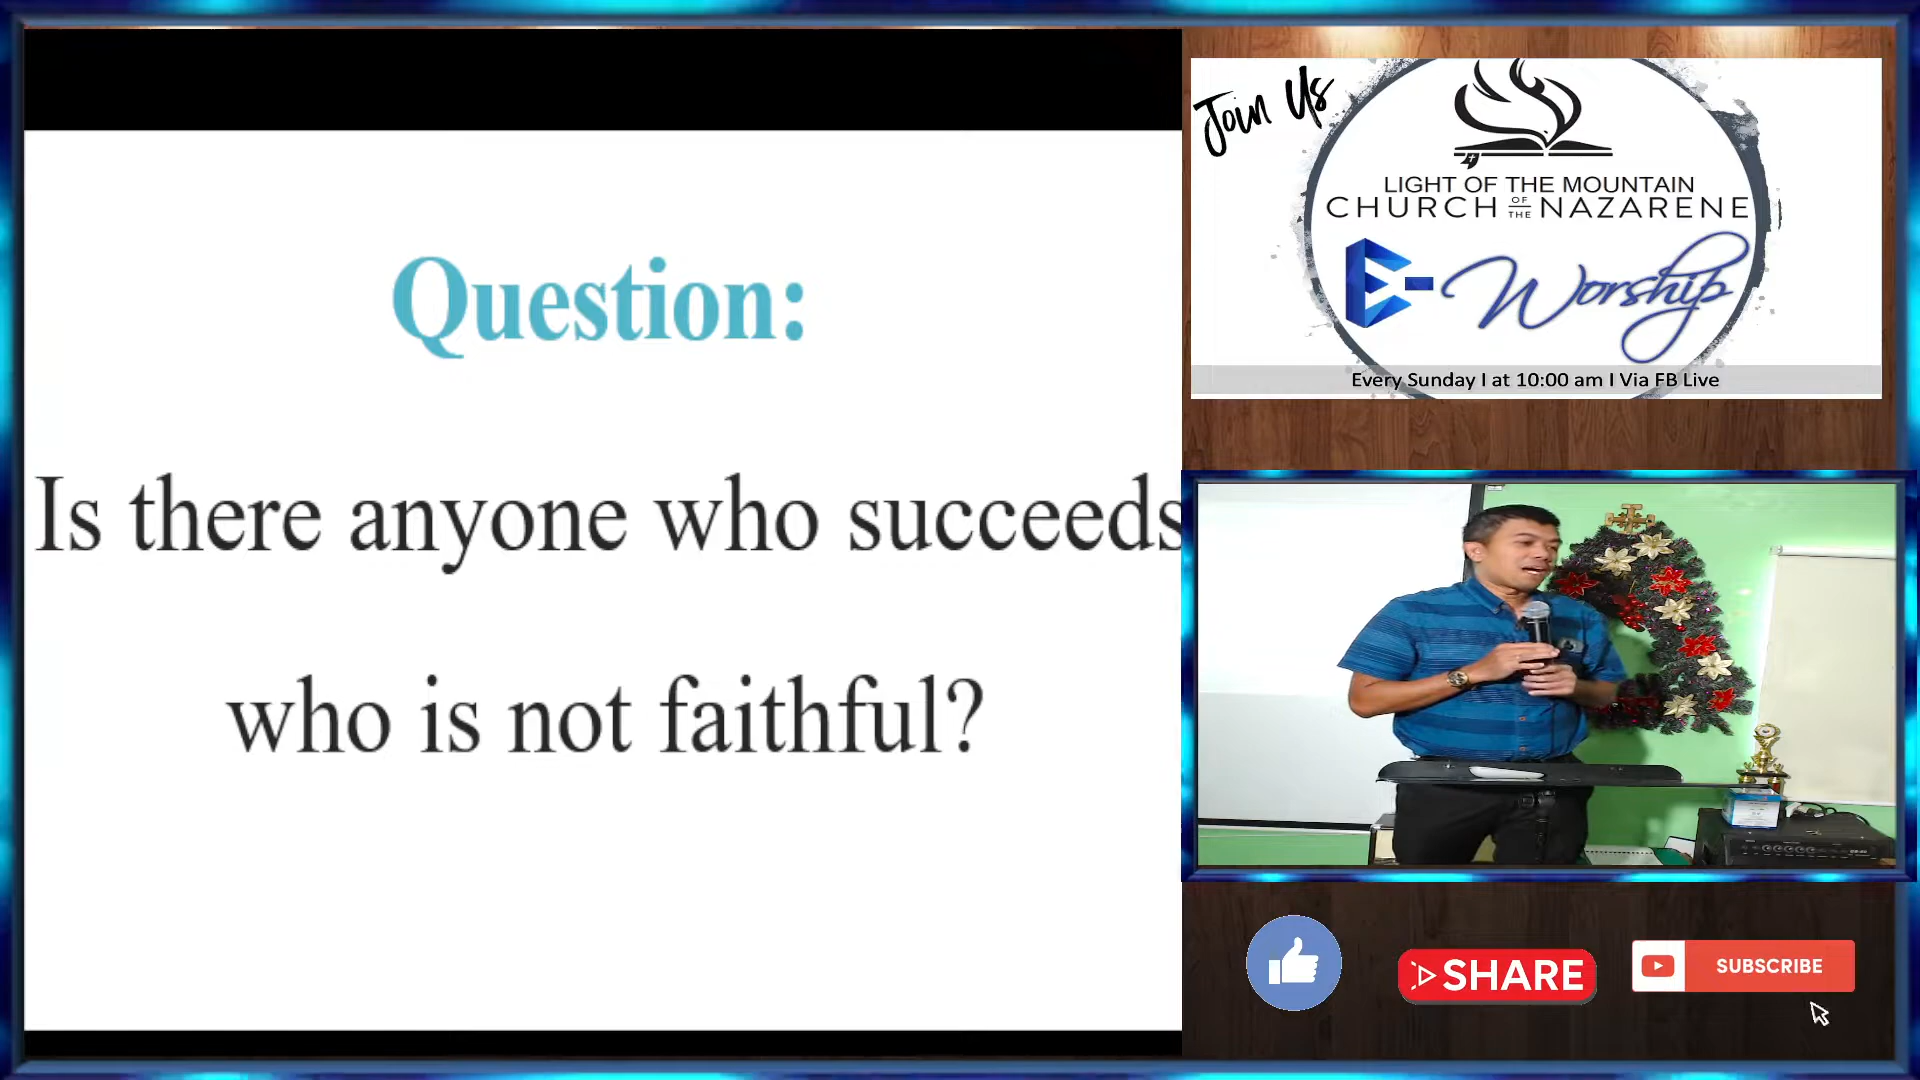 Question:
Is there anyone who succeeds
who is not faithful?
Join Us
LIGHT OF THE MOUNTAIN
CHURCH OF THE NAZARENE
E-Worship
Every Sunday I at 10:00 am I Via FB Live
SHARE
SUBSCRIBE